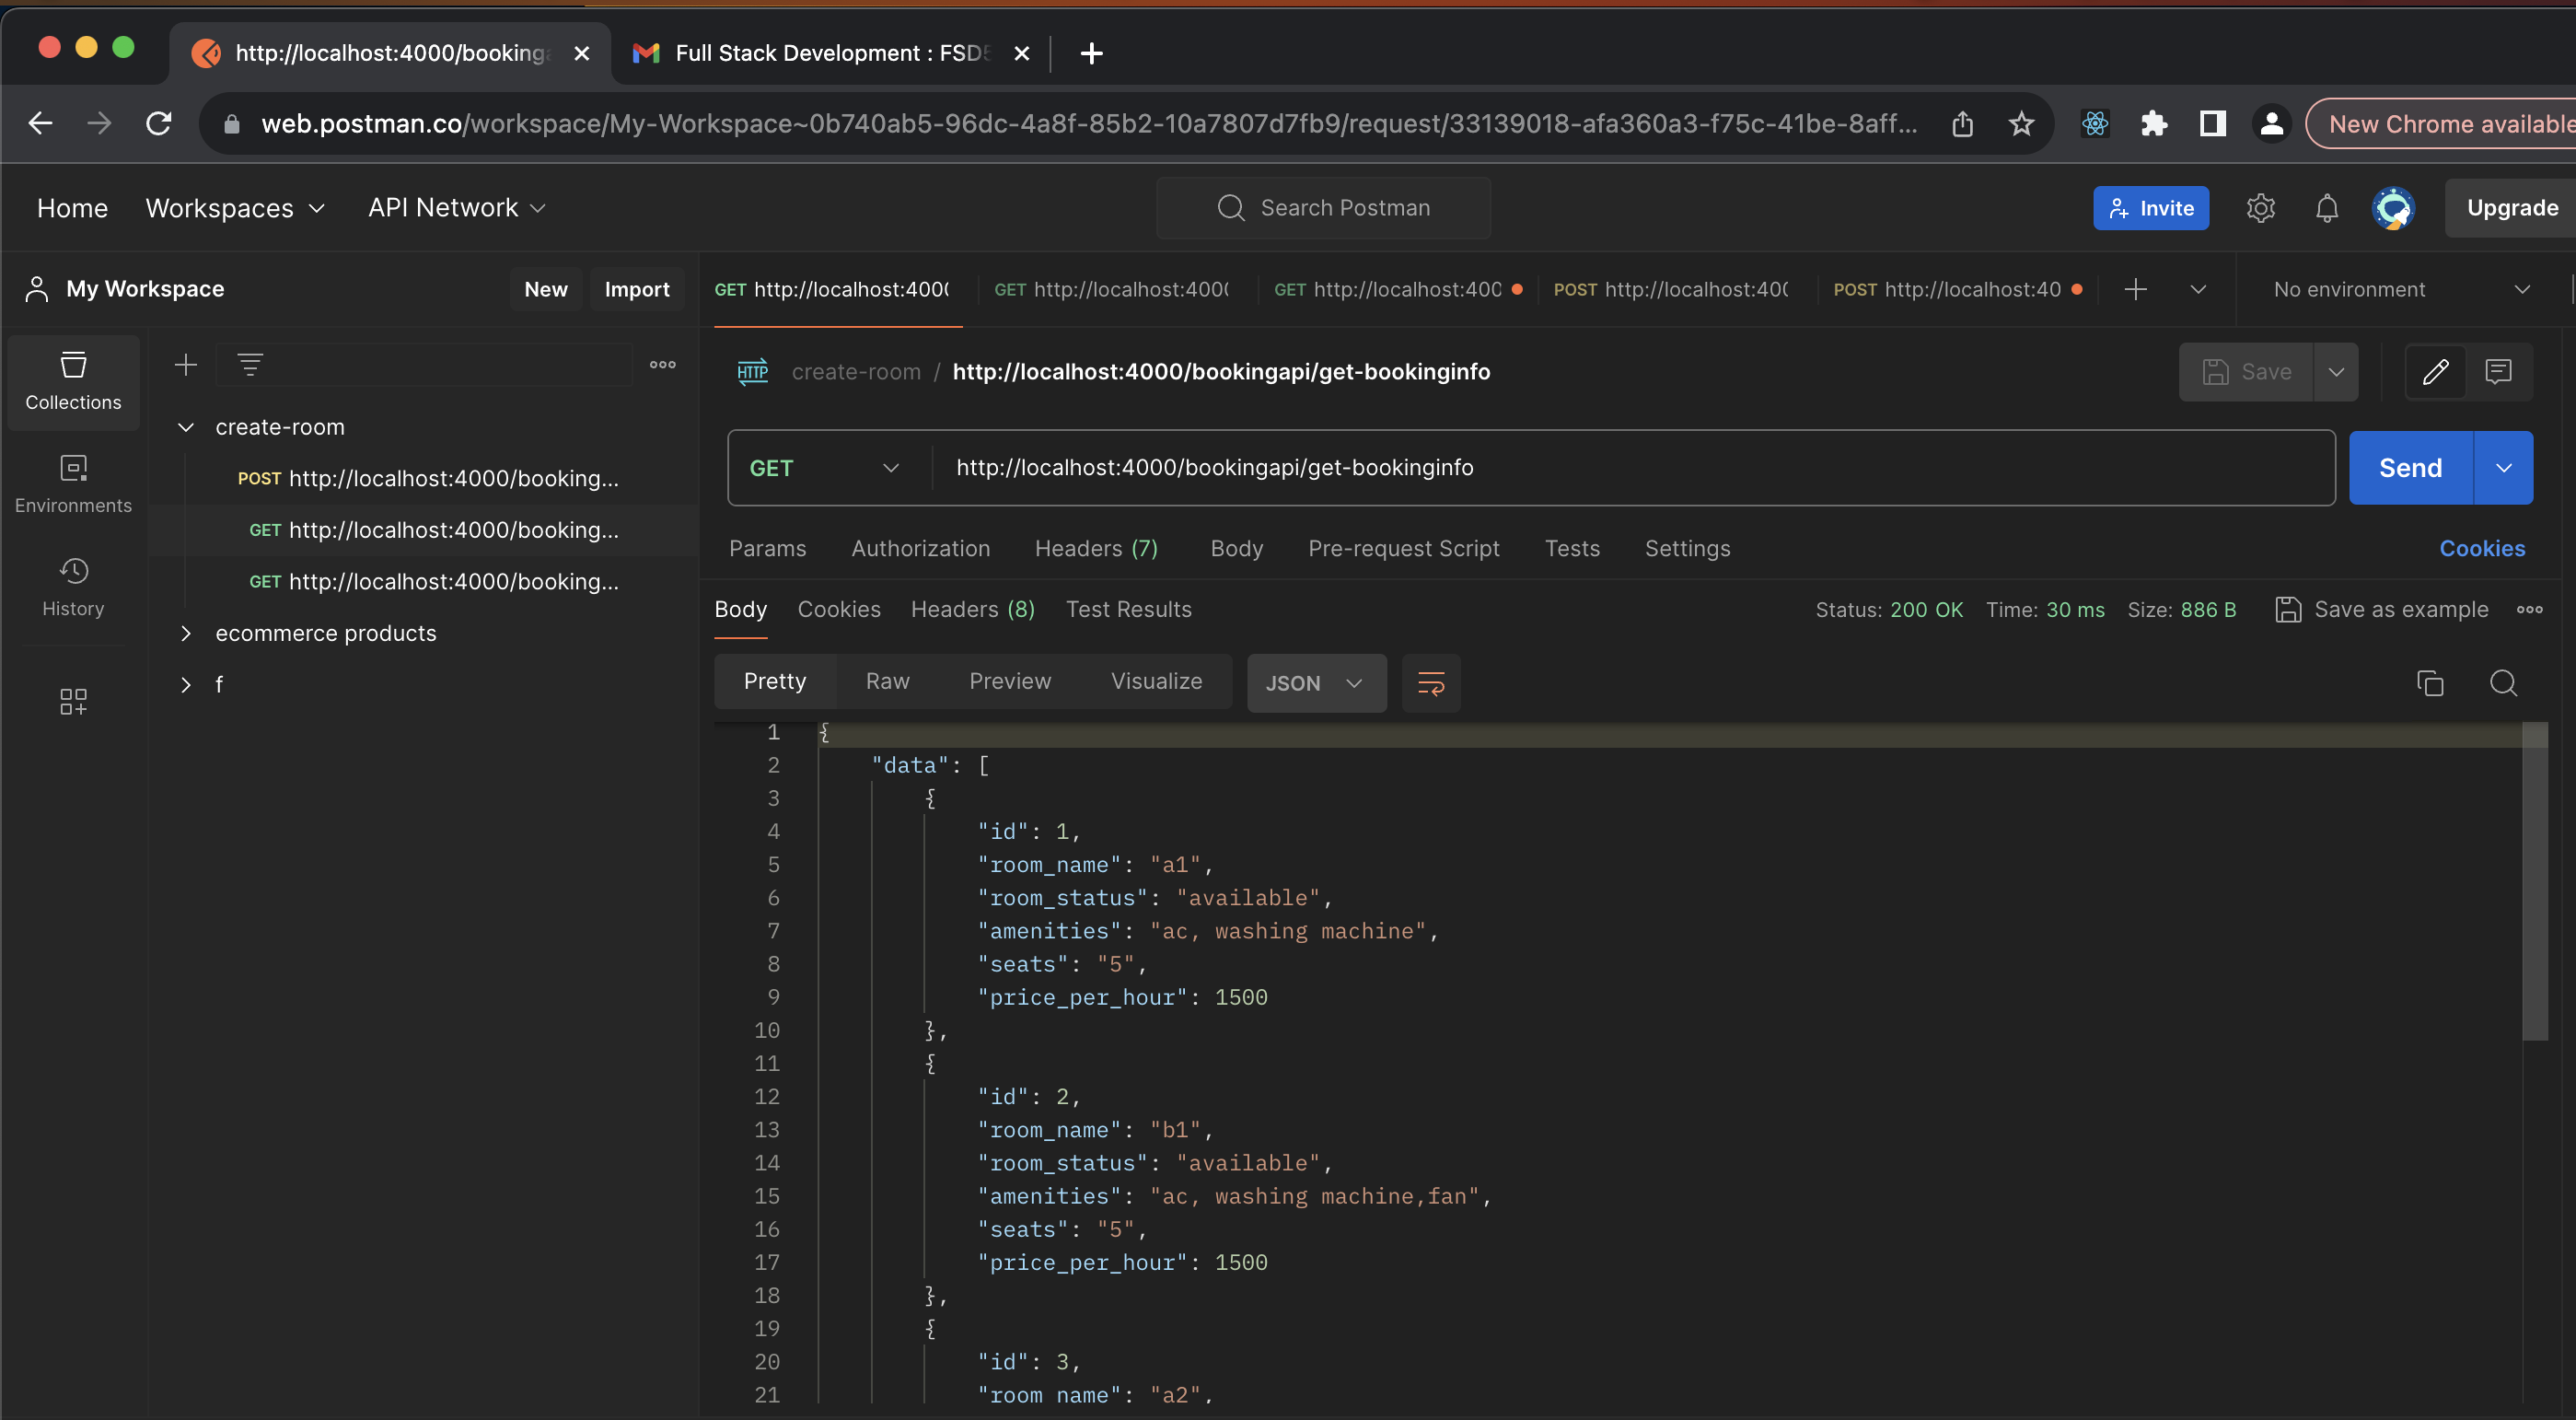 http://localhost:4000/booking
Full Stack Development : FSD5
web.postman.co/workspace/My-Workspace~0b740ab5-96dc-4a8f-85b2-10a7807d7fb9/request/33139018-afa360a3-f75c-41be-8aff...
New Chrome available
Home Workspaces API Network
Search Postman
Invite
Upgrade
My Workspace New Import
GET http://localhost:400 GET http://localhost:400 GET http://localhost:400 POST http://localhost:40 POST http://localhost:40 No environment
Collections
Environments
History
create-room
POST http://localhost:4000/booking...
GET http://localhost:4000/booking...
GET http://localhost:4000/booking...
ecommerce products
f
HTTP create-room / http://localhost:4000/bookingapi/get-bookinginfo
Save
GET http://localhost:4000/bookingapi/get-bookinginfo Send
Params Authorization Headers (7) Body Pre-request Script Tests Settings Cookies
Body Cookies Headers (8) Test Results Status: 200 OK Time: 30 ms Size: 886 B Save as example
Pretty Raw Preview Visualize JSON
1 {
2 "data": [
3 {
4 "id": 1,
5 "room_name": "a1",
6 "room_status": "available",
7 "amenities": "ac, washing machine",
8 "seats": "5",
9 "price_per_hour": 1500
10 },
11 {
12 "id": 2,
13 "room_name": "b1",
14 "room_status": "available",
15 "amenities": "ac, washing machine,fan",
16 "seats": "5",
17 "price_per_hour": 1500
18 },
19 {
20 "id": 3,
21 "room_name": "a2",